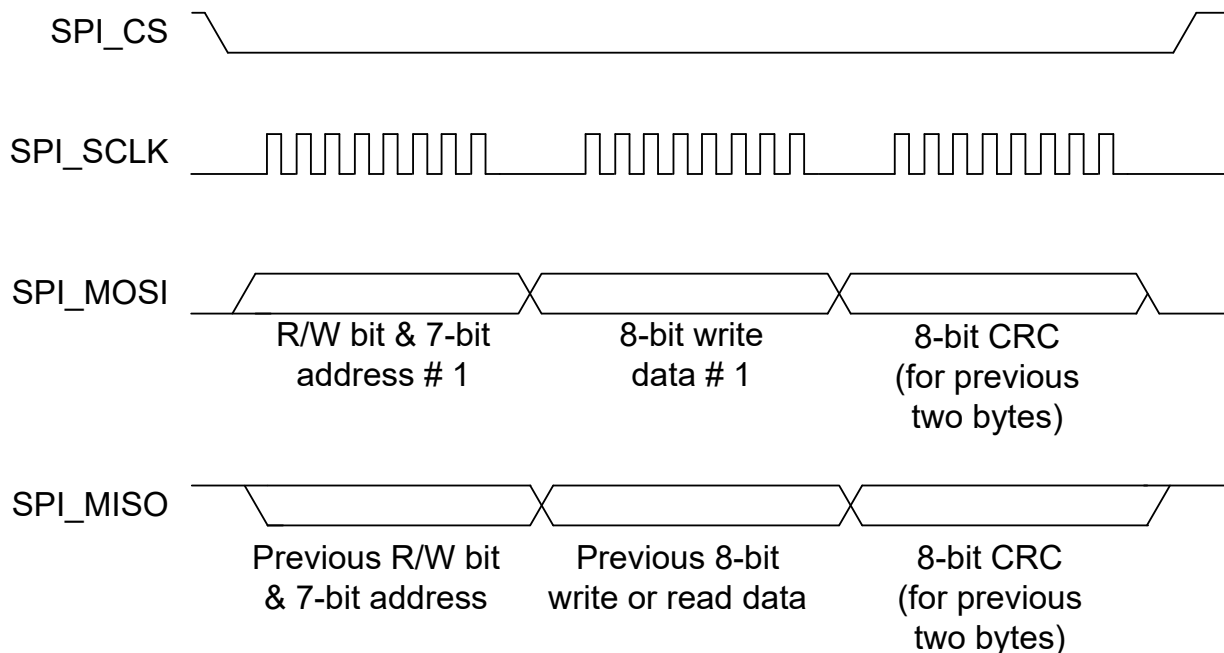 SPI_CS
SPI_SCLK
SPI_MOSI
R/W bit & 7-bit
address # 1
8-bit write
data # 1
8-bit CRC
(for previous
two bytes)
SPI_MISO
Previous R/W bit
& 7-bit address
Previous 8-bit
write or read data
8-bit CRC
(for previous
two bytes)